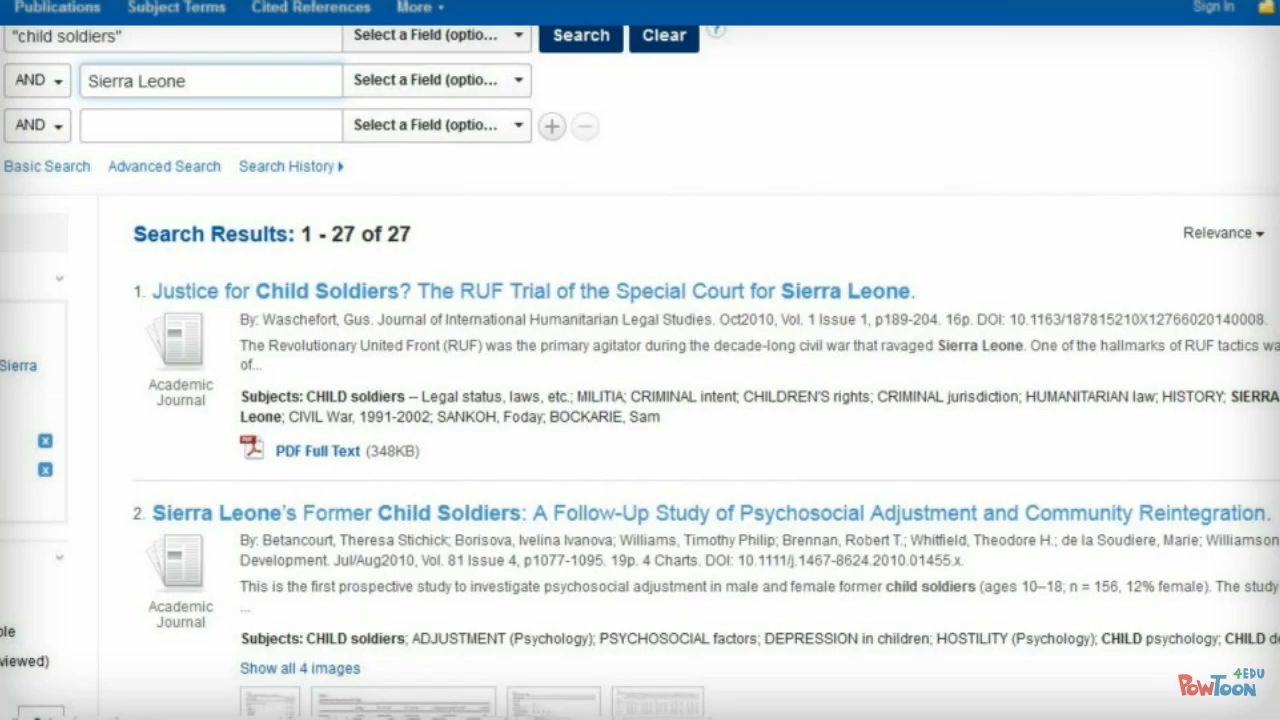 Publications Subject Terms Cited References More Sign In
"child soldiers" Select a Field (optio... Search Clear ?
AND Sierra Leone Select a Field (optio...
AND Select a Field (optio...
Basic Search Advanced Search Search History
Search Results: 1 - 27 of 27 Relevance
1. Justice for Child Soldiers? The RUF Trial of the Special Court for Sierra Leone.
By: Waschefort, Gus. Journal of International Humanitarian Legal Studies. Oct2010, Vol. 1 Issue 1, p189-204. 16p. DOI: 10.1163/187815210X12766020140008.
The Revolutionary United Front (RUF) was the primary agitator during the decade-long civil war that ravaged Sierra Leone. One of the hallmarks of RUF tactics wa
of...
Sierra
Academic
Journal
Subjects: CHILD soldiers -- Legal status, laws, etc.; MILITIA; CRIMINAL intent; CHILDREN'S rights; CRIMINAL jurisdiction; HUMANITARIAN law; HISTORY; SIERRA
Leone; CIVIL War, 1991-2002; SANKOH, Foday; BOCKARIE, Sam
PDF Full Text (348KB)
2. Sierra Leone's Former Child Soldiers: A Follow-Up Study of Psychosocial Adjustment and Community Reintegration.
By: Betancourt, Theresa Stichick; Borisova, Ivelina Ivanova; Williams, Timothy Philip; Brennan, Robert T.; Whitfield, Theodore H.; de la Soudiere, Marie; Williamson
Development. Jul/Aug2010, Vol. 81 Issue 4, p1077-1095. 19p. 4 Charts. DOI: 10.1111/j.1467-8624.2010.01455.x.
This is the first prospective study to investigate psychosocial adjustment in male and female former child soldiers (ages 10–18; n = 156, 12% female). The study
...
Academic
Journal
Subjects: CHILD soldiers; ADJUSTMENT (Psychology); PSYCHOSOCIAL factors; DEPRESSION in children; HOSTILITY (Psychology); CHILD psychology; CHILD de
ble
viewed)
Show all 4 images
POWTOON 4EDU